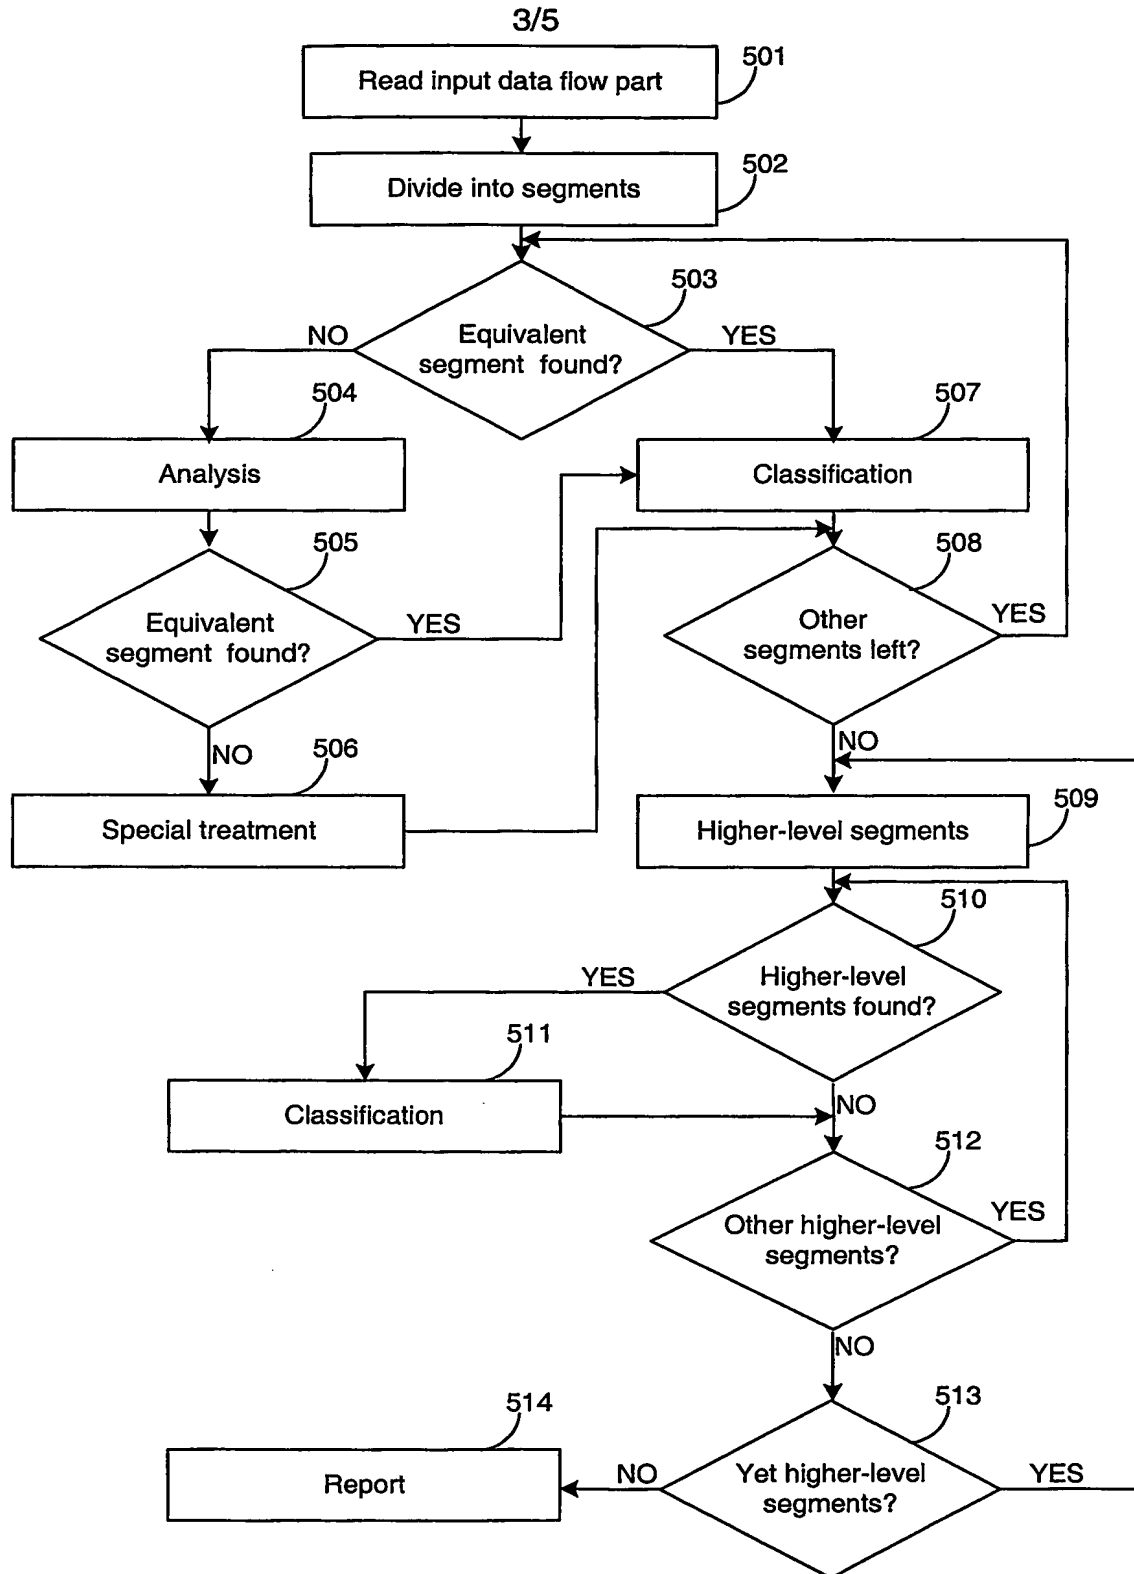 3/5
501
Read input data flow part
502
Divide into segments
503
Equivalent
segment found?
NO
YES
504
507
Analysis
Classification
505
508
Equivalent
segment found?
YES
Other
segments left?
YES
NO
NO
506
509
Special treatment
Higher-level segments
510
Higher-level
segments found?
YES
511
NO
Classification
512
Other higher-level
segments?
YES
NO
513
514
Yet higher-level
segments?
NO
YES
Report